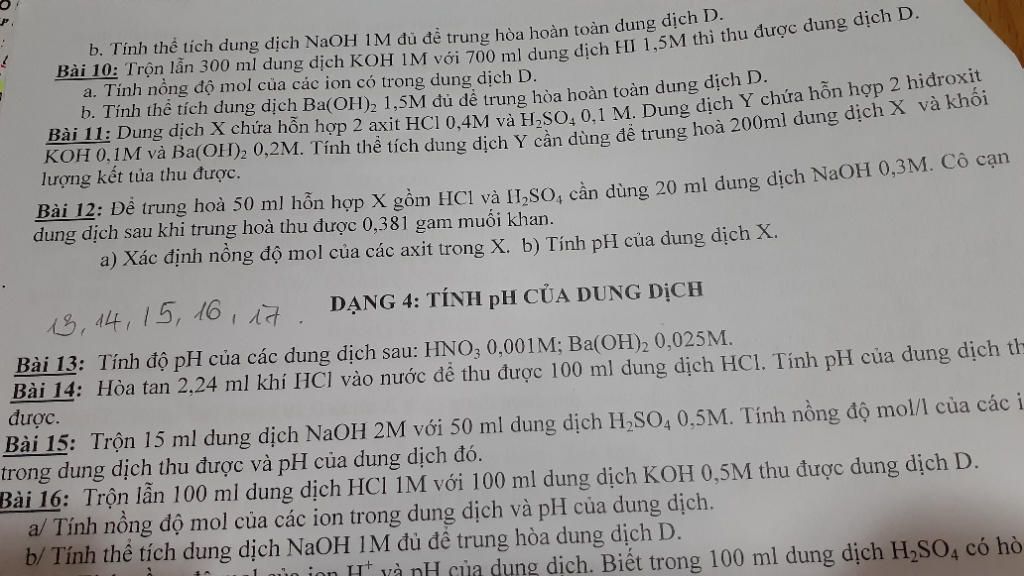 b. Tính thể tích dung dịch NaOH 1M đủ để trung hòa hoàn toàn dung dịch D.
Bài 10: Trộn lẫn 300 ml dung dịch KOH 1M với 700 ml dung dịch HI 1,5M thì thu được dung dịch D.
a. Tính nồng độ mol của các ion có trong dung dịch D.
b. Tính thể tích dung dịch Ba(OH)₂ 1,5M đủ để trung hòa hoàn toàn dung dịch D.
Bài 11: Dung dịch X chứa hỗn hợp 2 axit HCl 0,4M và H₂SO₄ 0,1 M. Dung dịch Y chứa hỗn hợp 2 hiđroxit
KOH 0,1M và Ba(OH)₂ 0,2M. Tính thể tích dung dịch Y cần dùng để trung hoà 200ml dung dịch X và khối
lượng kết tủa thu được.
Bài 12: Để trung hoà 50 ml hỗn hợp X gồm HCl và H₂SO₄ cần dùng 20 ml dung dịch NaOH 0,3M. Cô cạn
dung dịch sau khi trung hoà thu được 0,381 gam muối khan.
a) Xác định nồng độ mol của các axit trong X. b) Tính pH của dung dịch X.
DẠNG 4: TÍNH pH CỦA DUNG DỊCH
13, 14, 15, 16, 17.
Bài 13: Tính độ pH của các dung dịch sau: HNO₃ 0,001M; Ba(OH)₂ 0,025M.
Bài 14: Hòa tan 2,24 ml khí HCl vào nước để thu được 100 ml dung dịch HCl. Tính pH của dung dịch th
được.
Bài 15: Trộn 15 ml dung dịch NaOH 2M với 50 ml dung dịch H₂SO₄ 0,5M. Tính nồng độ mol/l của các i
trong dung dịch thu được và pH của dung dịch đó.
Bài 16: Trộn lẫn 100 ml dung dịch HCl 1M với 100 ml dung dịch KOH 0,5M thu được dung dịch D.
a/ Tính nồng độ mol của các ion trong dung dịch và pH của dung dịch.
b/ Tính thể tích dung dịch NaOH 1M đủ để trung hòa dung dịch D.
ion H⁺ và pH của dung dịch. Biết trong 100 ml dung dịch H₂SO₄ có hò